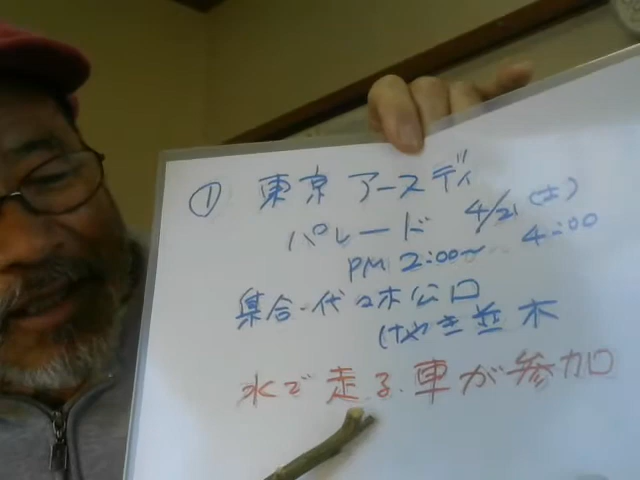 ① 東京アースディ
パレード 4/21(土)
PM 2:00~ 4:00
集合・代々木公口
けやき並木
水で走る.車が参加